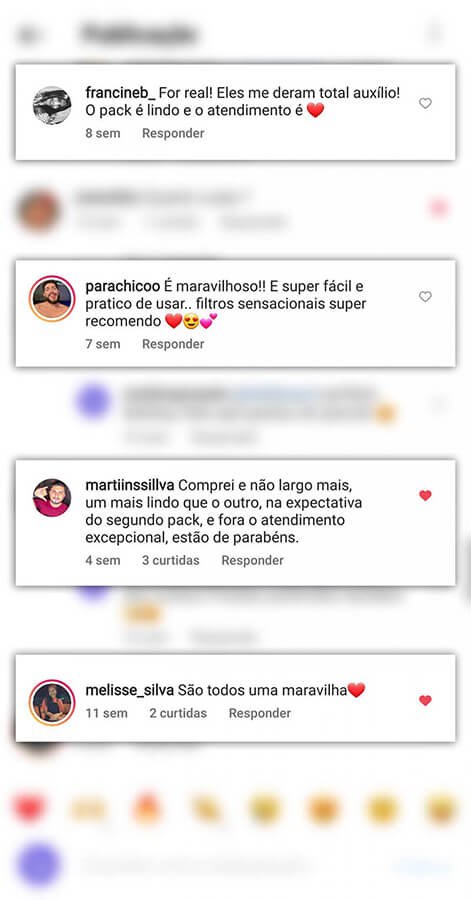 Publicação
francineb_ For real! Eles me deram total auxílio!
O pack é lindo e o atendimento é ❤️
8 sem Responder
parachicoo É maravilhoso!! E super fácil e
pratico de usar.. filtros sensacionais super
recomendo ❤️😍💕
7 sem Responder
martiinssillva Comprei e não largo mais,
um mais lindo que o outro, na expectativa
do segundo pack, e fora o atendimento
excepcional, estão de parabéns.
4 sem 3 curtidas Responder
melisse_silva São todos uma maravilha❤️
11 sem 2 curtidas Responder